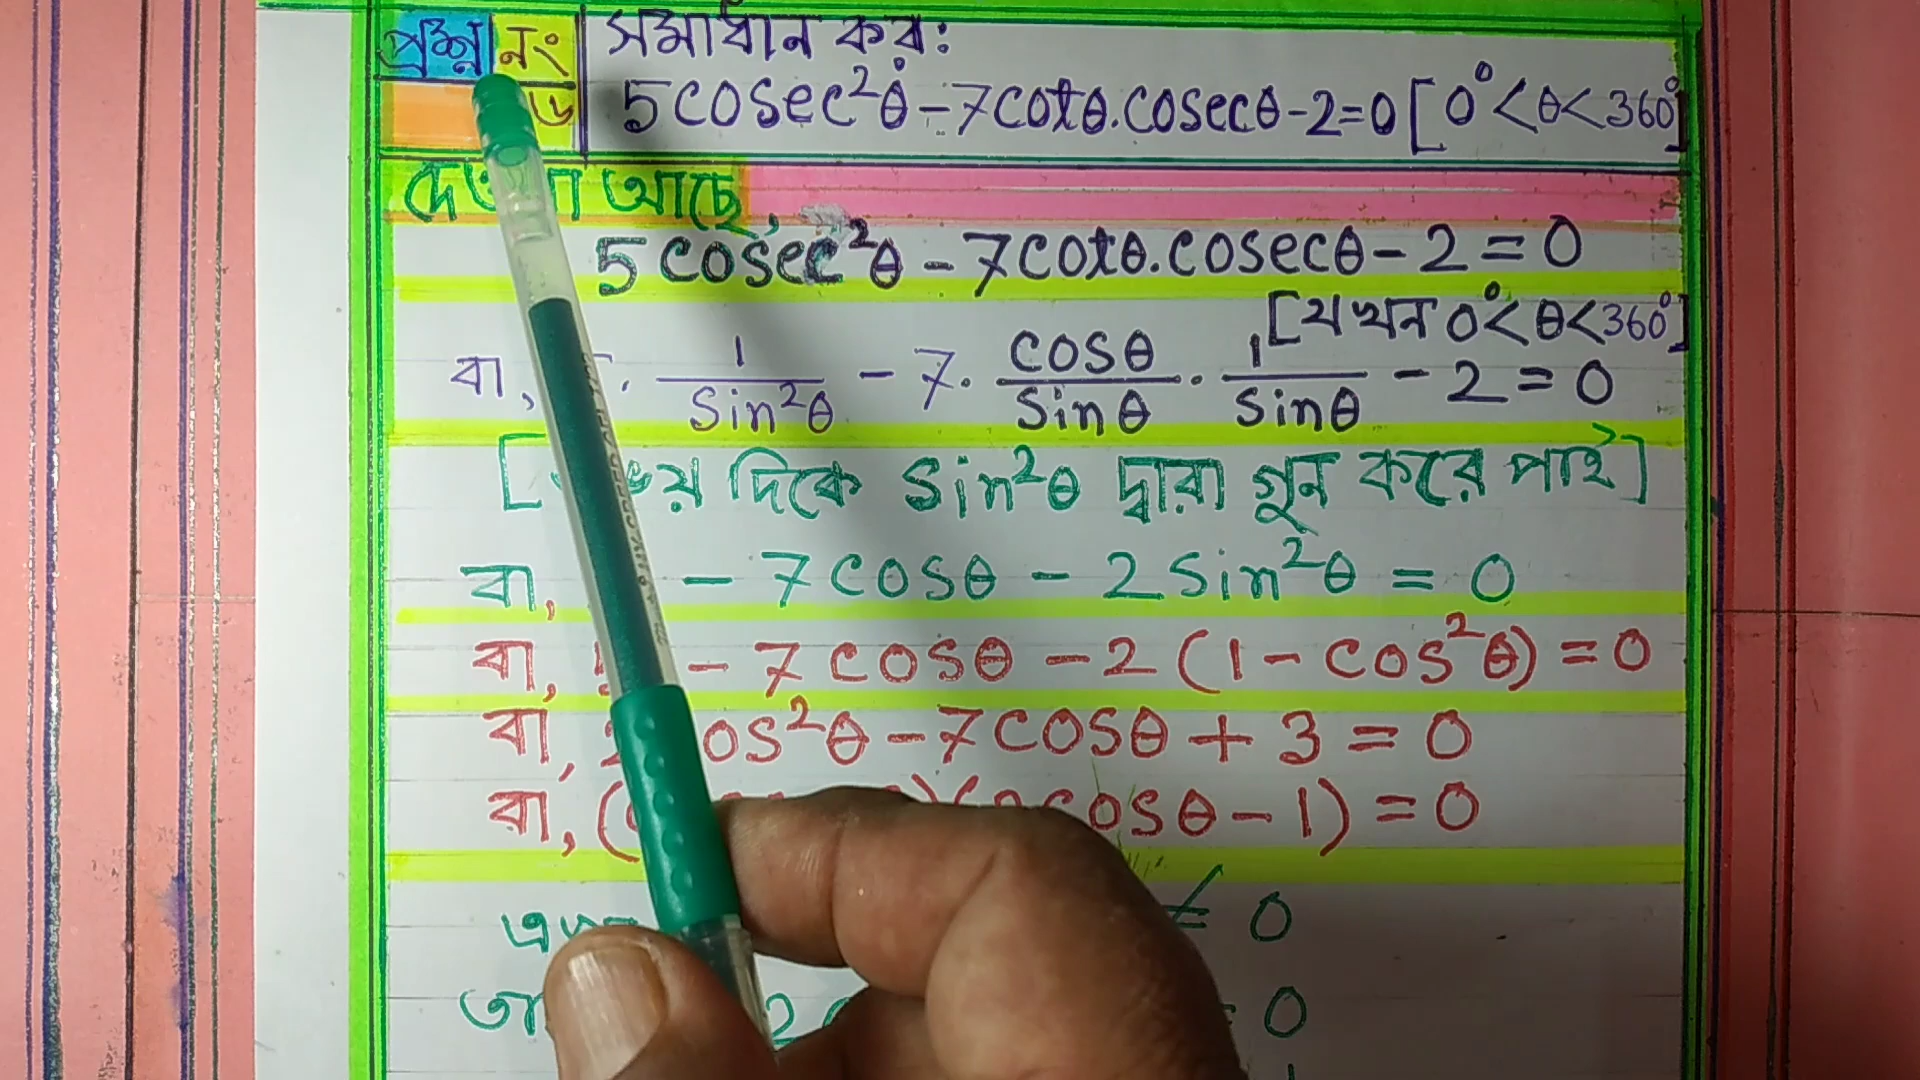 প্রশ্ন নং সমাধান কর:
৬ 5cosec²θ-7cotθ.cosecθ-2=0 [0°<θ<360°]
আছে,
5cosec²θ-7cotθ.cosecθ-2=0
[যখন 0°<θ<360°]
বা, . 1/sin²θ - 7. cosθ/sinθ . 1/sinθ - 2 = 0
[ দিকে sin²θ দ্বারা গুন করে পাই]
বা, - 7cosθ - 2sin²θ = 0
বা, - 7cosθ - 2(1-cos²θ)=0
বা, os²θ-7cosθ+3=0
বা, ( cosθ-1)=0
≠ 0
2 0